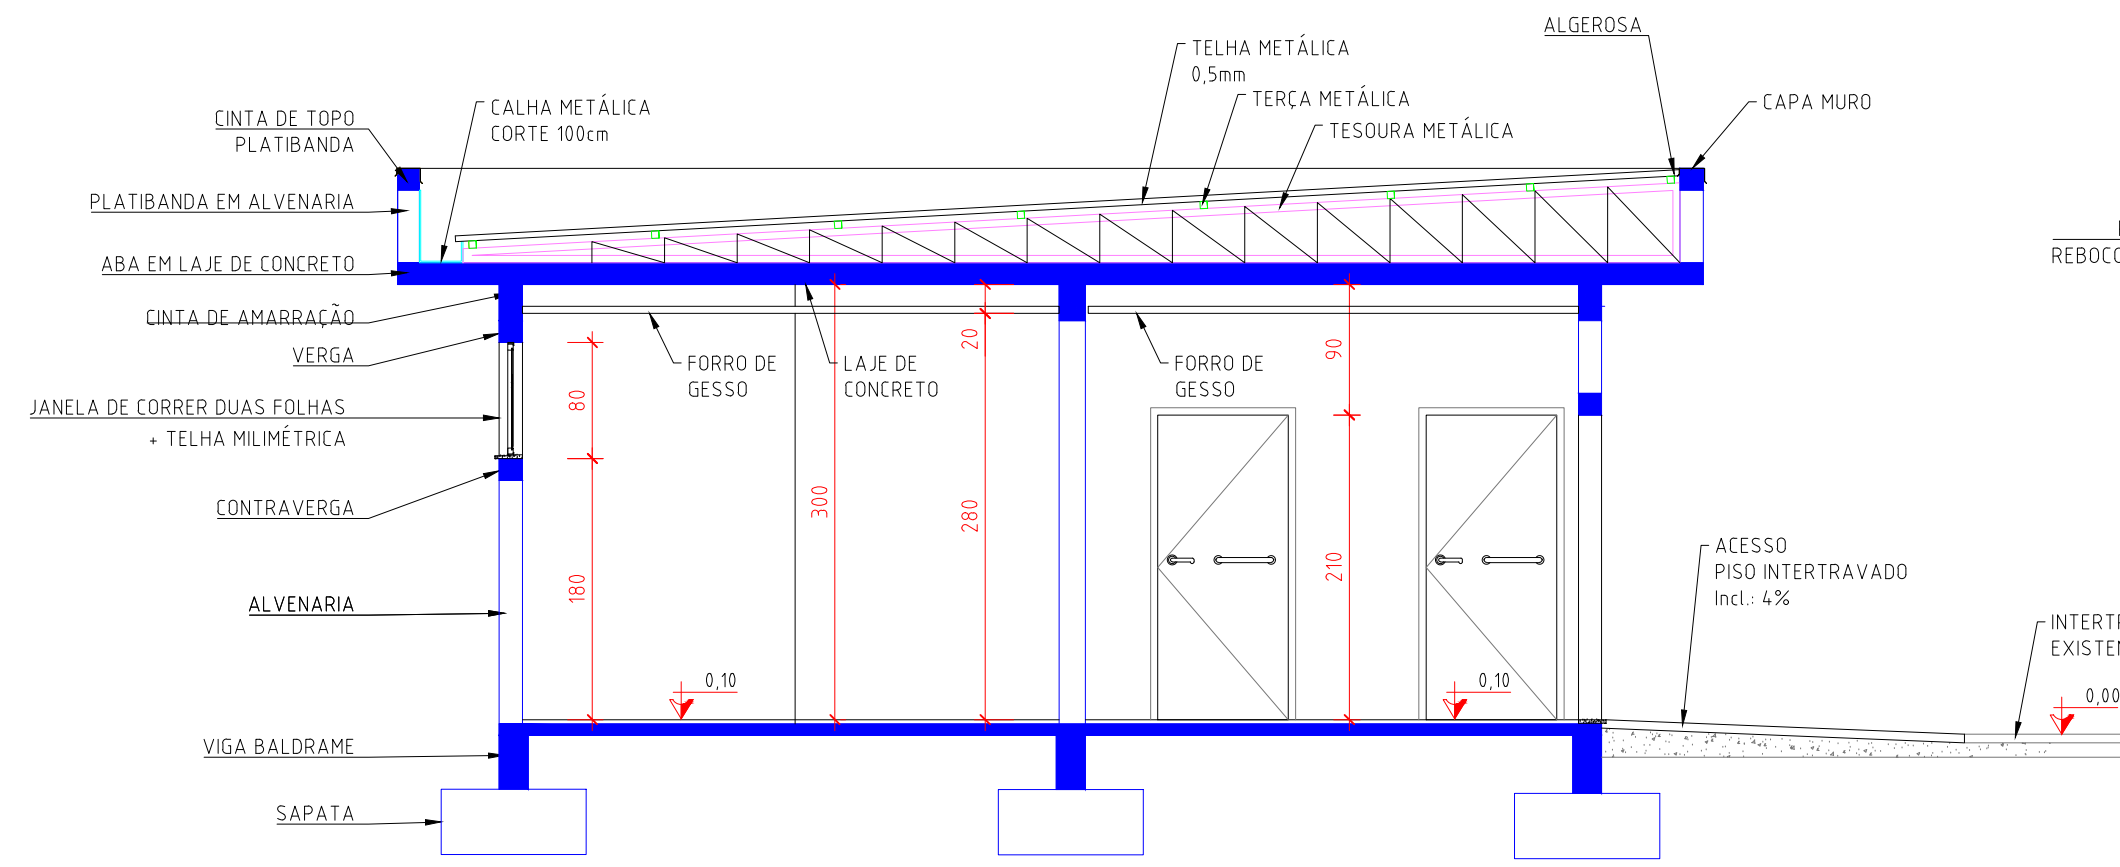 ALGEROSA
TELHA METÁLICA
0,5mm
TERÇA METÁLICA
CAPA MURO
CALHA METÁLICA
CORTE 100cm
TESOURA METÁLICA
CINTA DE TOPO
PLATIBANDA
PLATIBANDA EM ALVENARIA
REBOCO
ABA EM LAJE DE CONCRETO
CINTA DE AMARRAÇÃO
VERGA
FORRO DE
GESSO
LAJE DE
CONCRETO
20
FORRO DE
GESSO
90
JANELA DE CORRER DUAS FOLHAS
+ TELHA MILIMÉTRICA
80
CONTRAVERGA
300
280
210
180
ACESSO
PISO INTERTRAVADO
Incl.: 4%
ALVENARIA
0,10
0,10
0,00
VIGA BALDRAME
SAPATA